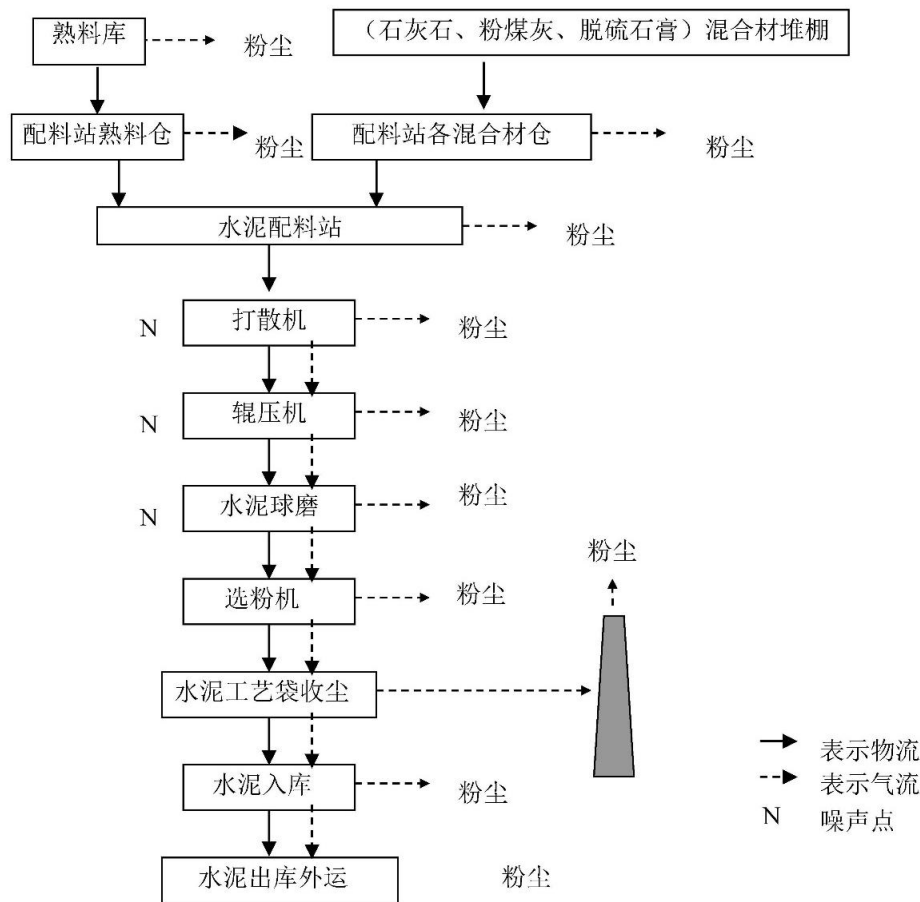 熟料库
粉尘
（石灰石、粉煤灰、脱硫石膏）混合材堆棚
配料站熟料仓
粉尘
配料站各混合材仓
粉尘
水泥配料站
粉尘
N
打散机
粉尘
N
辊压机
粉尘
N
水泥球磨
粉尘
粉尘
选粉机
粉尘
水泥工艺袋收尘
表示物流
水泥入库
粉尘
表示气流
N
噪声点
水泥出库外运
粉尘